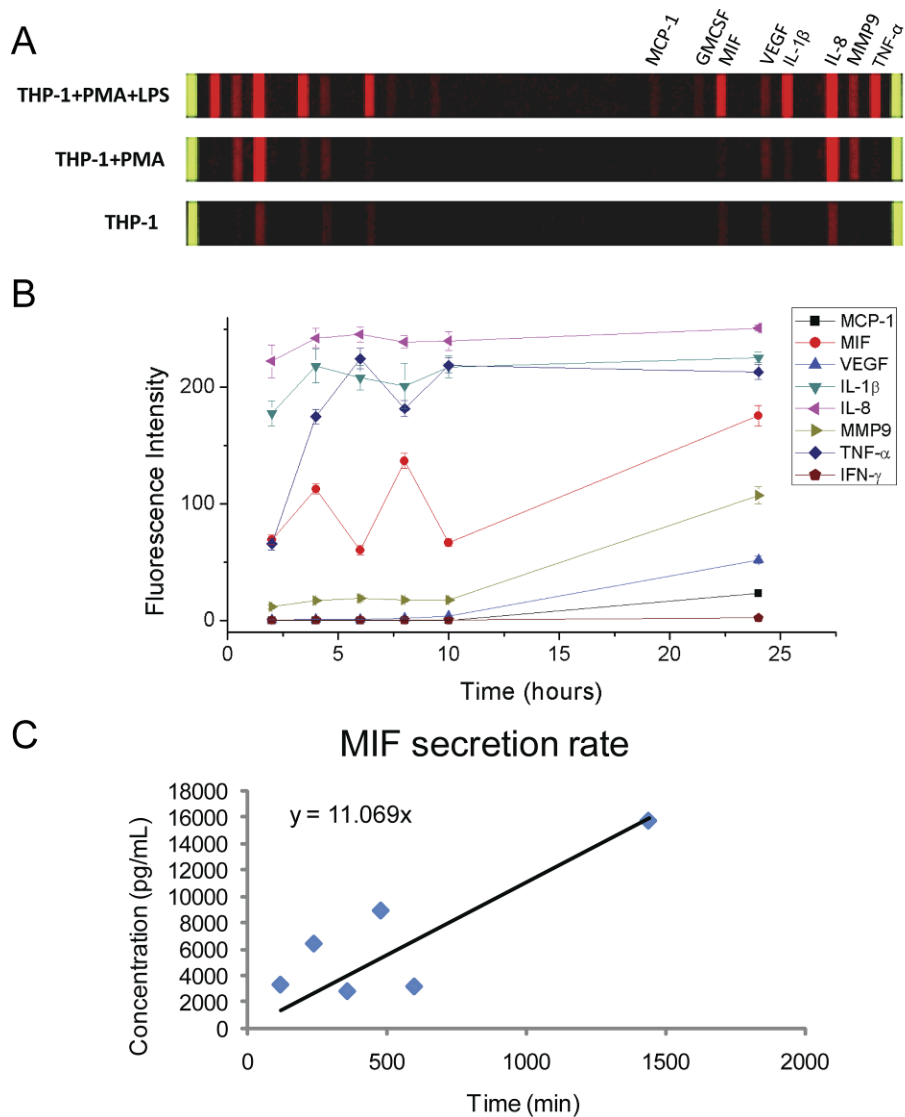 A
MCP-1 GMCSF MIF VEGF IL-1β IL-8 MMP9 TNF-α
THP-1+PMA+LPS
THP-1+PMA
THP-1
B
Fluorescence Intensity
200
100
0
0 5 10 15 20 25
Time (hours)
MCP-1
MIF
VEGF
IL-1β
IL-8
MMP9
TNF-α
IFN-γ
C
MIF secretion rate
y = 11.069x
Concentration (pg/mL)
18000
16000
14000
12000
10000
8000
6000
4000
2000
0
0 500 1000 1500 2000
Time (min)